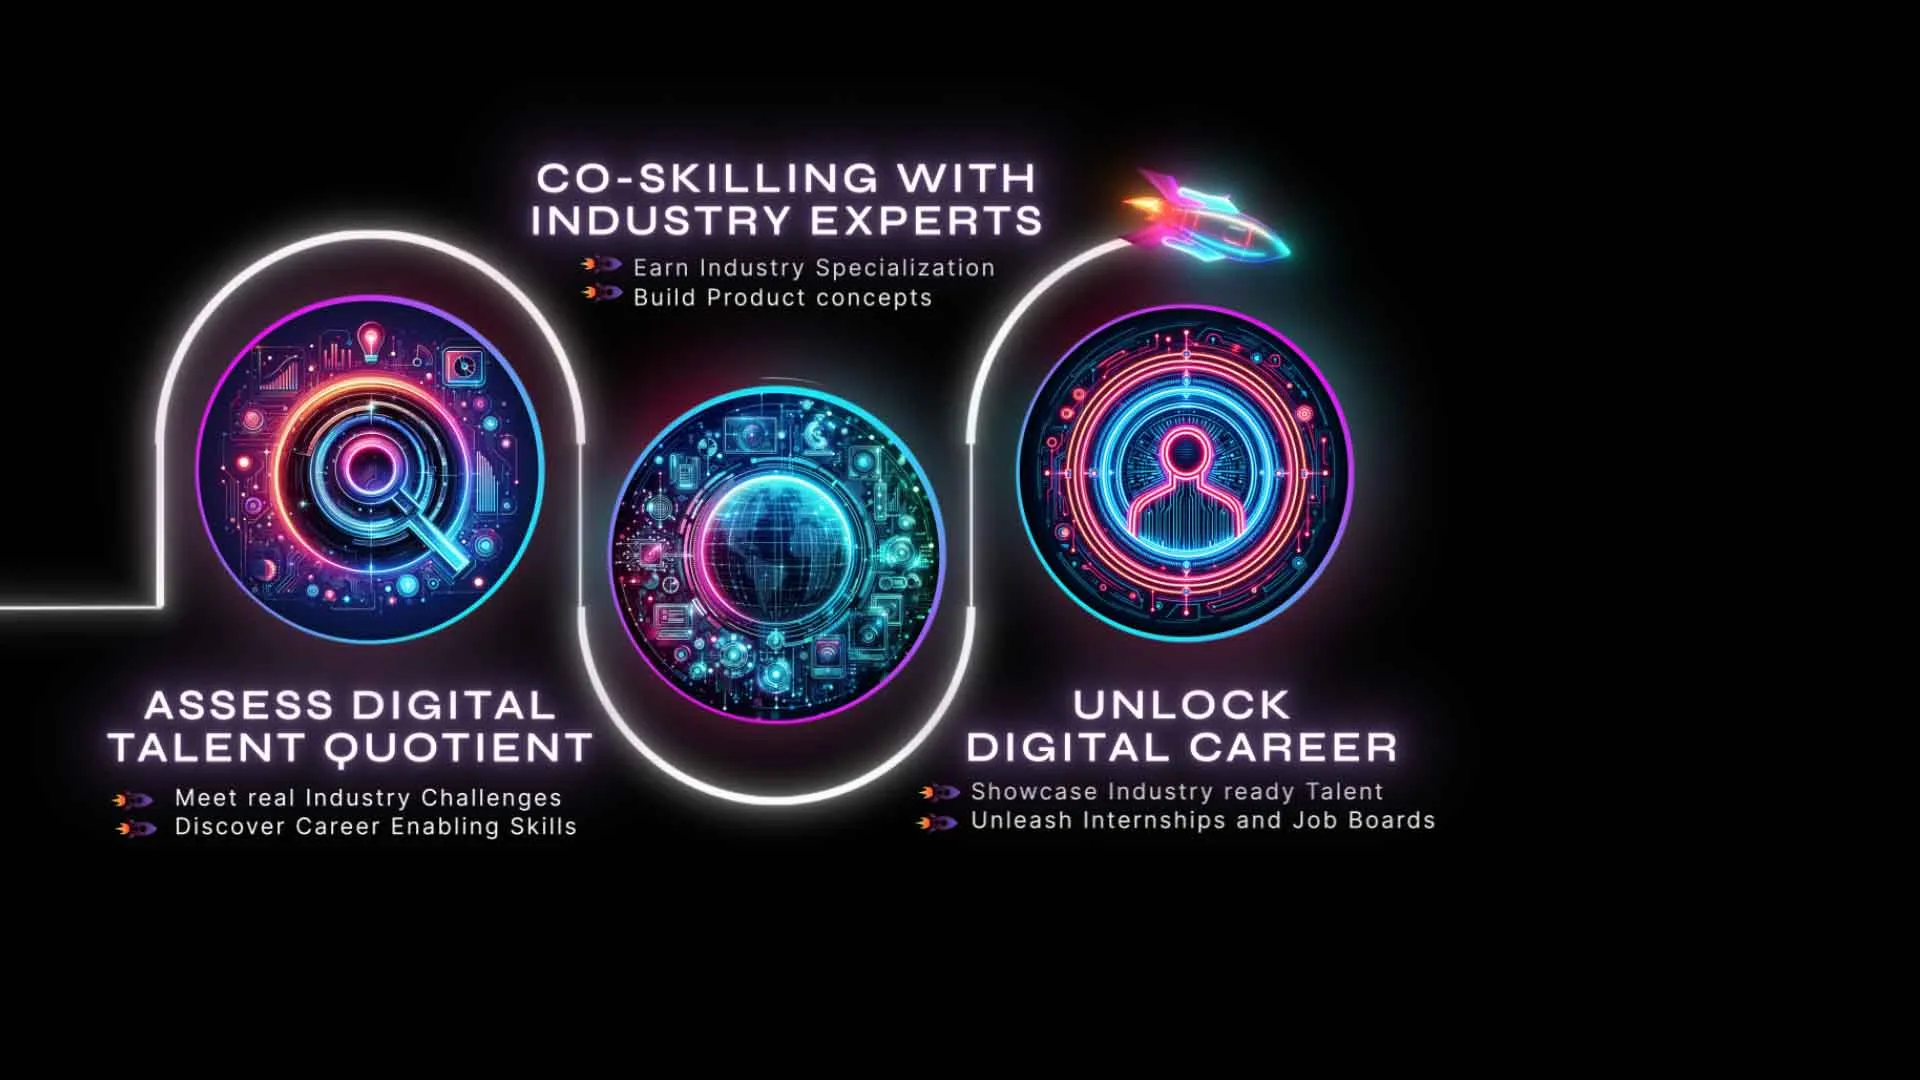 CO-SKILLING WITH
INDUSTRY EXPERTS
Earn Industry Specialization
Build Product concepts
ASSESS DIGITAL
TALENT QUOTIENT
Meet real Industry Challenges
Discover Career Enabling Skills
UNLOCK
DIGITAL CAREER
Showcase Industry ready Talent
Unleash Internships and Job Boards